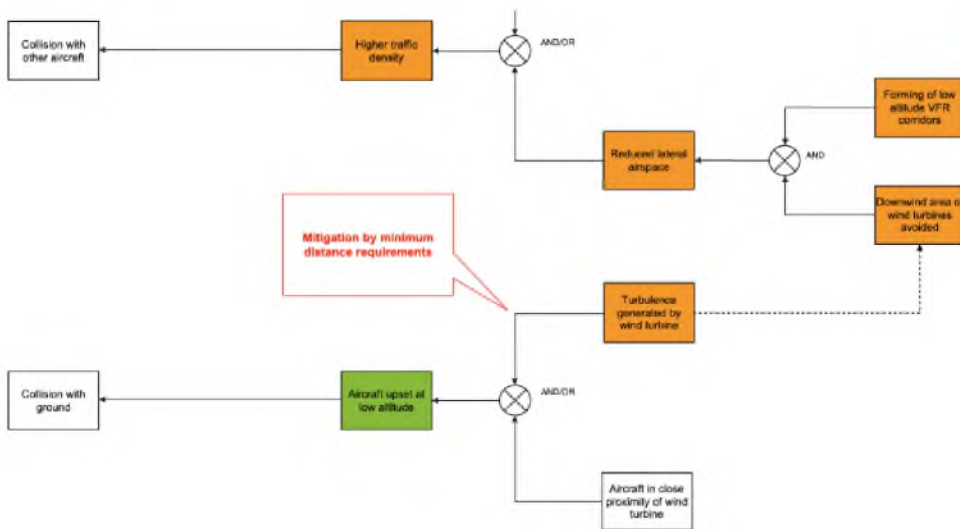 Collision with
other aircraft
Higher traffic
density
AND/OR
Forming of low
altitude VFR
corridors
Reduced lateral
airspace
AND
Downwind area o
wind turbines
avoided
Mitigation by minimum
distance requirements
Turbulence
generated by
wind turbine
Collision with
ground
Aircraft upset at
low altitude
AND/OR
Aircraft in close
proximity of wind
turbine